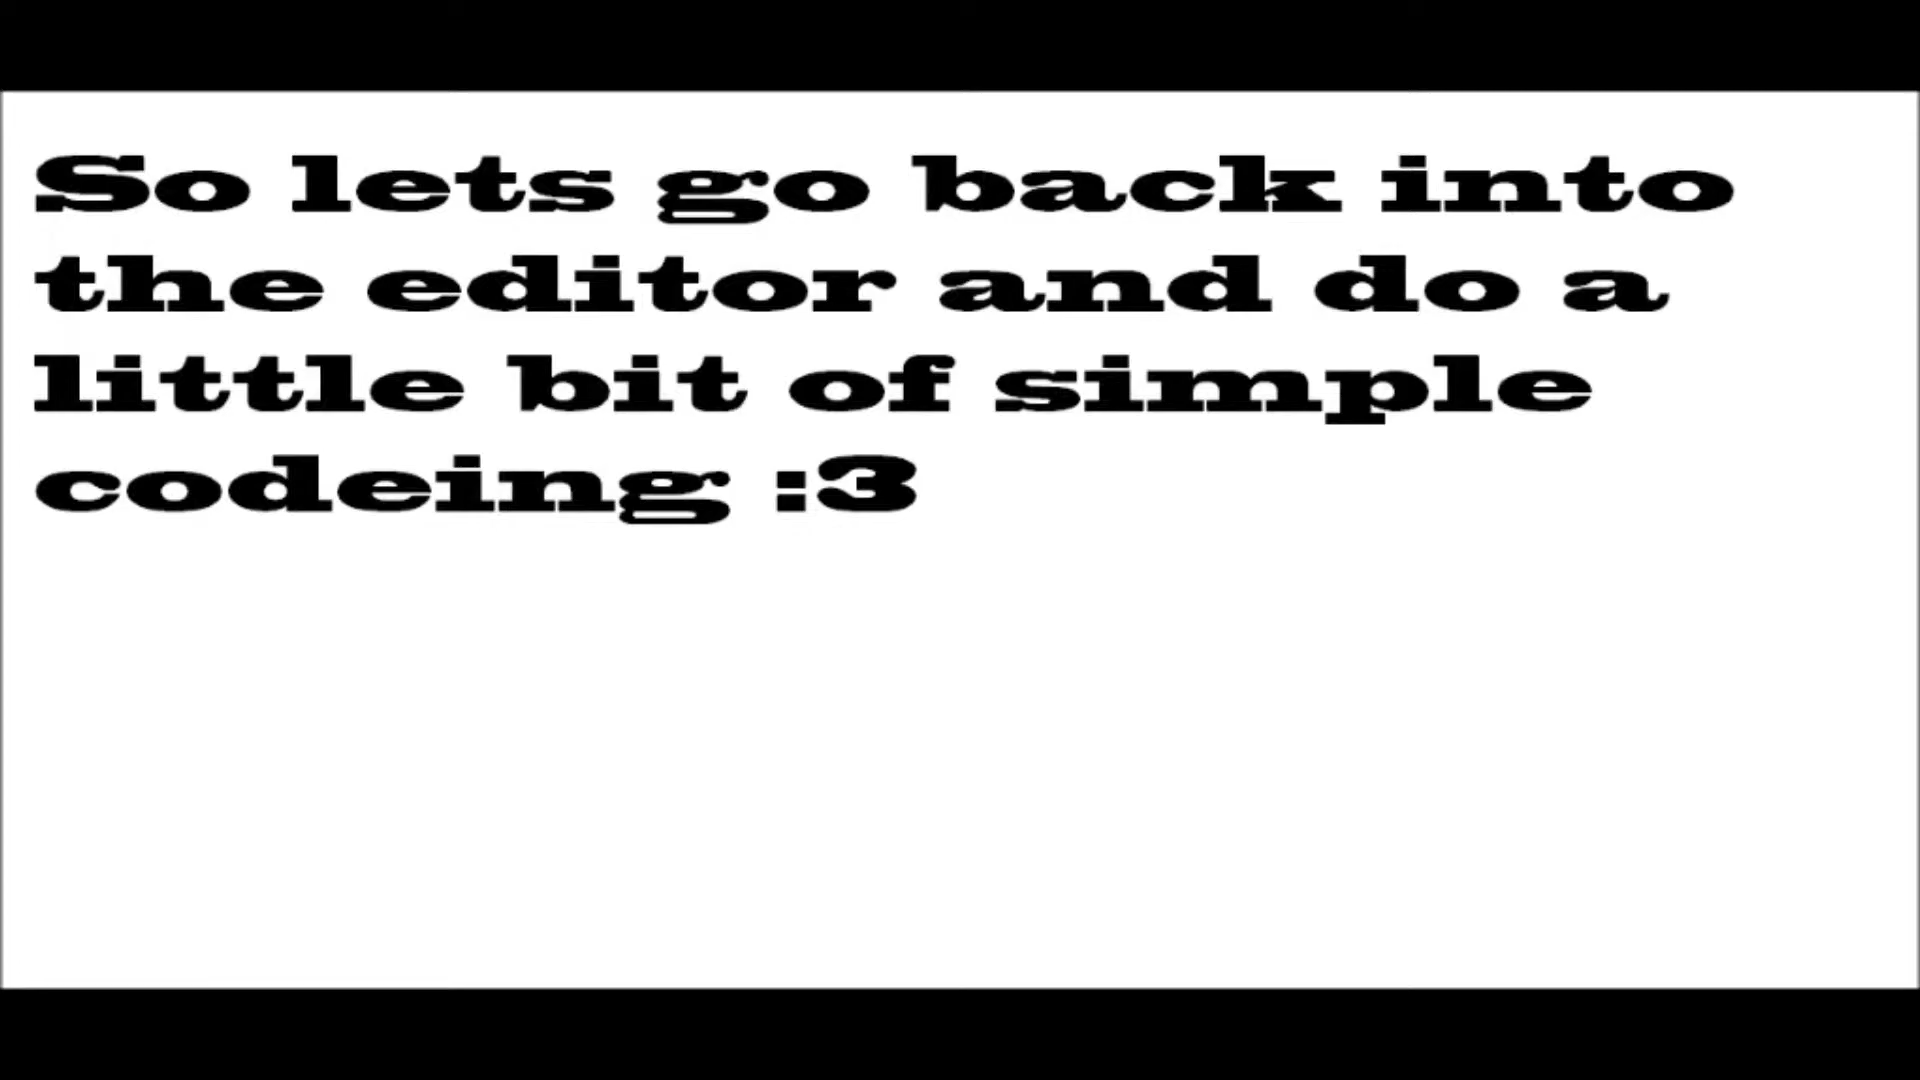 So lets go back into
the editor and do a
little bit of simple
codeing :3